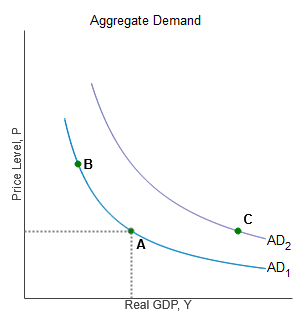 Aggregate Demand
Price Level, P
B
C
A
AD2
AD1
Real GDP, Y